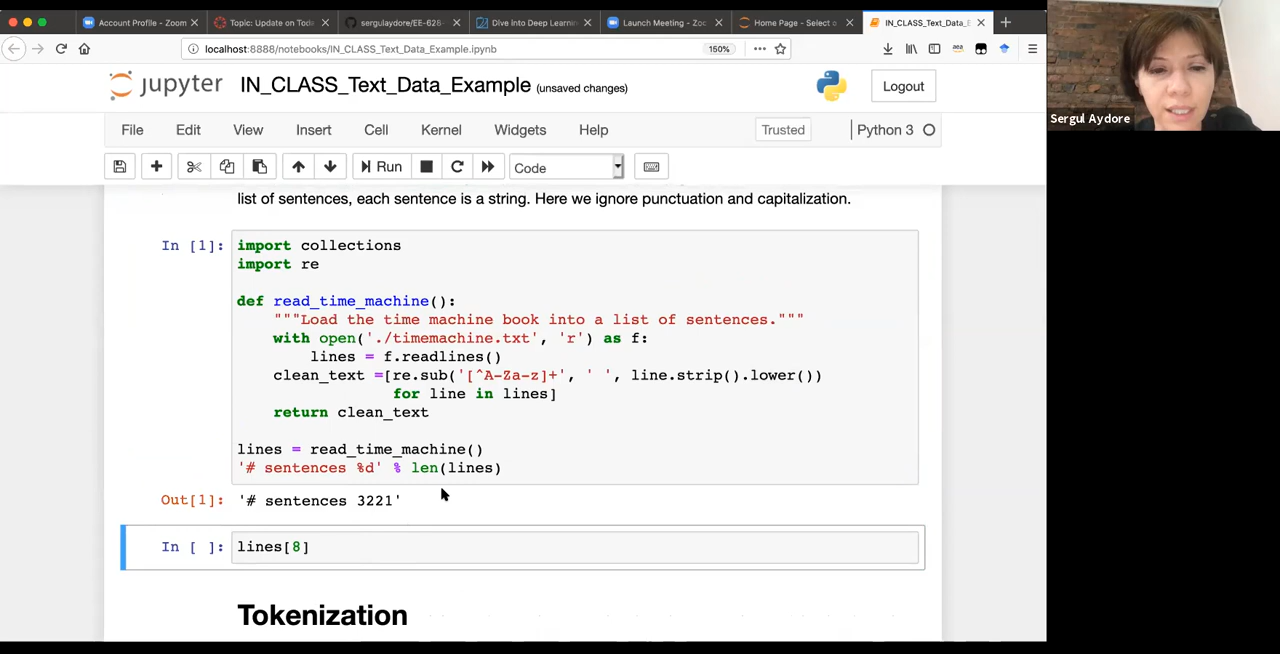 Account Profile - Zoom
Topic: Update on Toda
sergulaydore/EE-628-
Dive into Deep Learnin
Launch Meeting - Zoo
Home Page - Select o
IN_CLASS_Text_Data_E
localhost:8888/notebooks/IN_CLASS_Text_Data_Example.ipynb
150%
Sergul Aydore
jupyter IN_CLASS_Text_Data_Example (unsaved changes)
Logout
File Edit View Insert Cell Kernel Widgets Help
Trusted
Python 3
Run
Code
list of sentences, each sentence is a string. Here we ignore punctuation and capitalization.
In [1]: import collections
import re
def read_time_machine():
"""Load the time machine book into a list of sentences."""
with open('./timemachine.txt', 'r') as f:
lines = f.readlines()
clean_text =[re.sub('[^A-Za-z]+', ' ', line.strip().lower())
for line in lines]
return clean_text
lines = read_time_machine()
'# sentences %d' % len(lines)
Out[1]: '# sentences 3221'
In [ ]: lines[8]
Tokenization